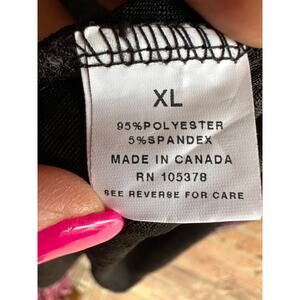 XL
95%POLYESTER
5%SPANDEX
MADE IN CANADA
RN 105378
SEE REVERSE FOR CARE